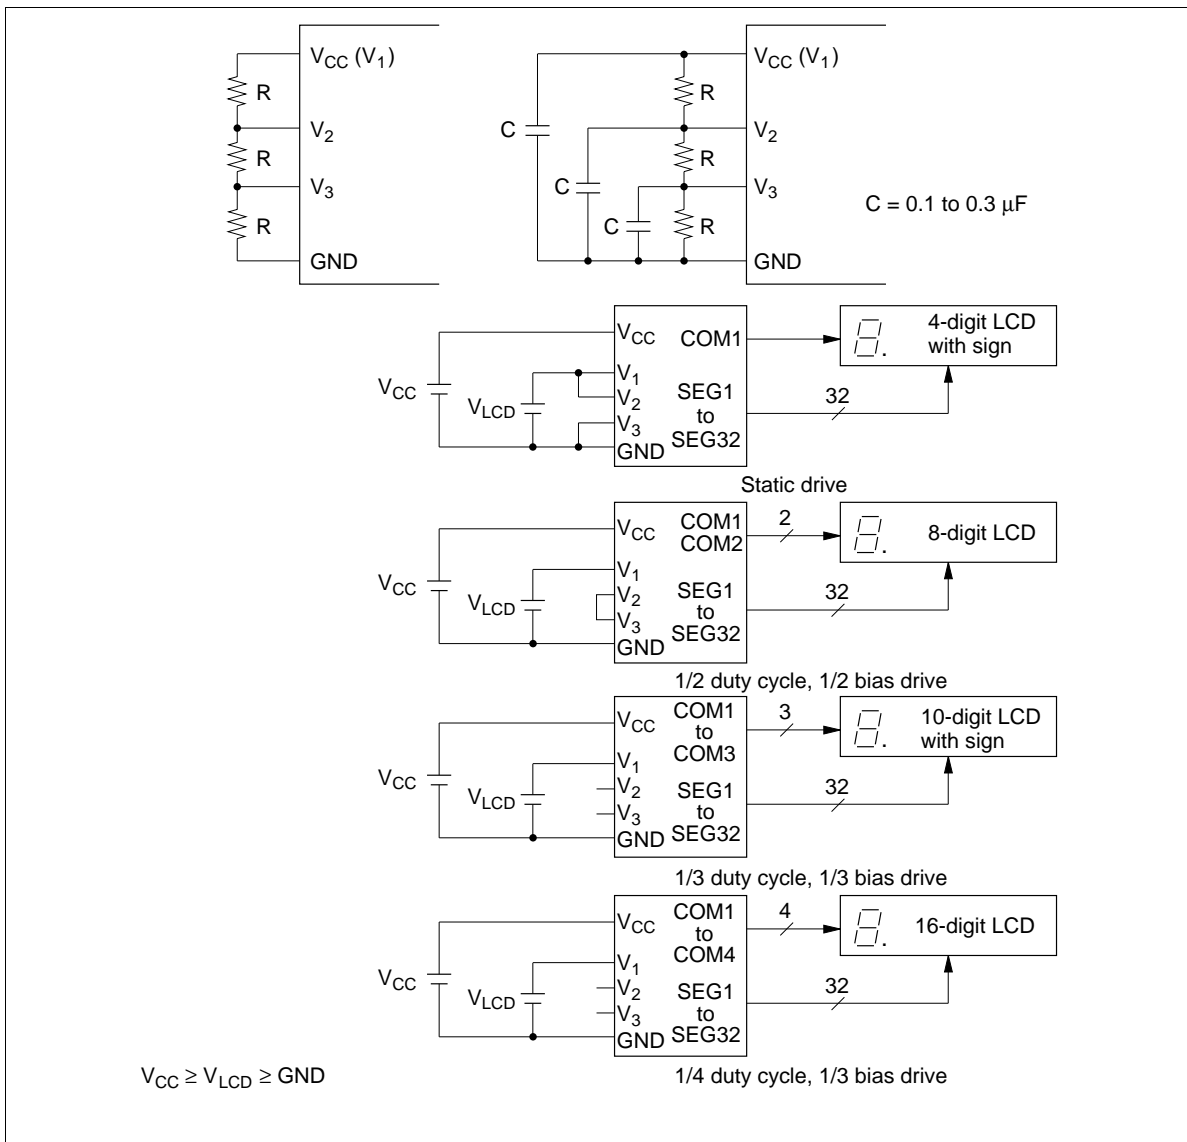 V_CC (V_1)
R
V_2
R
V_3
R
GND
V_CC (V_1)
R
C
V_2
R
C
V_3
C
R
GND
C = 0.1 to 0.3 μF
V_CC
COM1
4-digit LCD
with sign
V_CC
V_LCD
V_1
V_2
V_3
GND
SEG1
to
SEG32
32
Static drive
V_CC
COM1
COM2
2
8-digit LCD
V_CC
V_LCD
V_1
V_2
V_3
GND
SEG1
to
SEG32
32
1/2 duty cycle, 1/2 bias drive
V_CC
COM1
to
COM3
3
10-digit LCD
with sign
V_CC
V_LCD
V_1
V_2
V_3
GND
SEG1
to
SEG32
32
1/3 duty cycle, 1/3 bias drive
V_CC
COM1
to
COM4
4
16-digit LCD
V_CC
V_LCD
V_1
V_2
V_3
GND
SEG1
to
SEG32
32
1/4 duty cycle, 1/3 bias drive
V_CC ≥ V_LCD ≥ GND